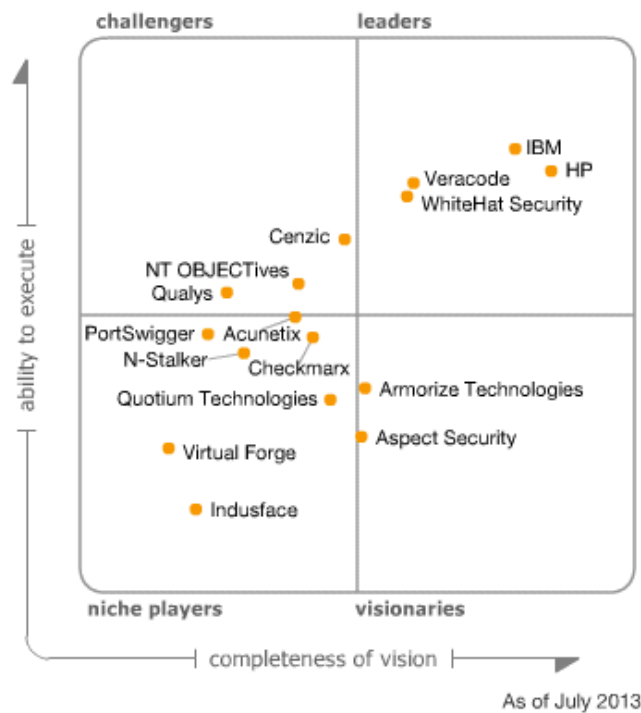 challengers
leaders
IBM
HP
Veracode
WhiteHat Security
Cenzic
NT OBJECTives
Qualys
PortSwigger
Acunetix
N-Stalker
Checkmarx
Quotium Technologies
Armorize Technologies
Aspect Security
Virtual Forge
Indusface
ability to execute
niche players
visionaries
completeness of vision
As of July 2013